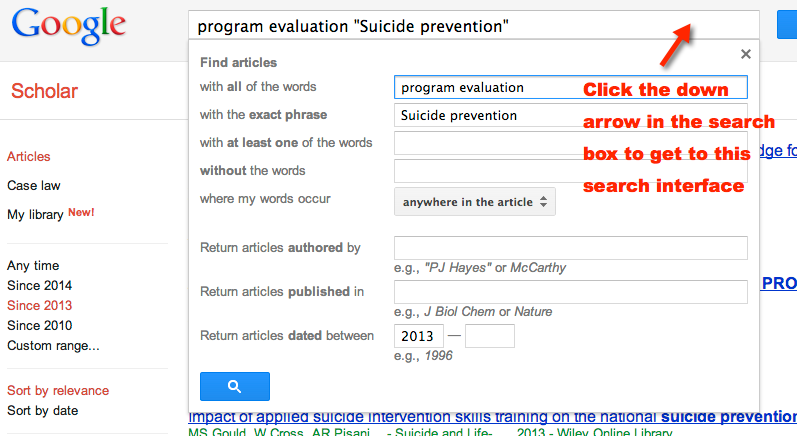 Google
program evaluation "Suicide prevention"
Scholar
Articles
Case law
My library New!
Any time
Since 2014
Since 2013
Since 2010
Custom range...
Sort by relevance
Sort by date
Find articles
with all of the words program evaluation
with the exact phrase Suicide prevention
with at least one of the words
without the words
where my words occur anywhere in the article
Return articles authored by
e.g., "PJ Hayes" or McCarthy
Return articles published in
e.g., J Biol Chem or Nature
Return articles dated between 2013 —
e.g., 1996
Click the down
arrow in the search
box to get to this
search interface
dge fo
PRO
Impact of applied suicide intervention skills training on the national suicide prevention
MS Gould, W Cross, AR Pisani... - Suicide and Life-... 2013 - Wiley Online Library